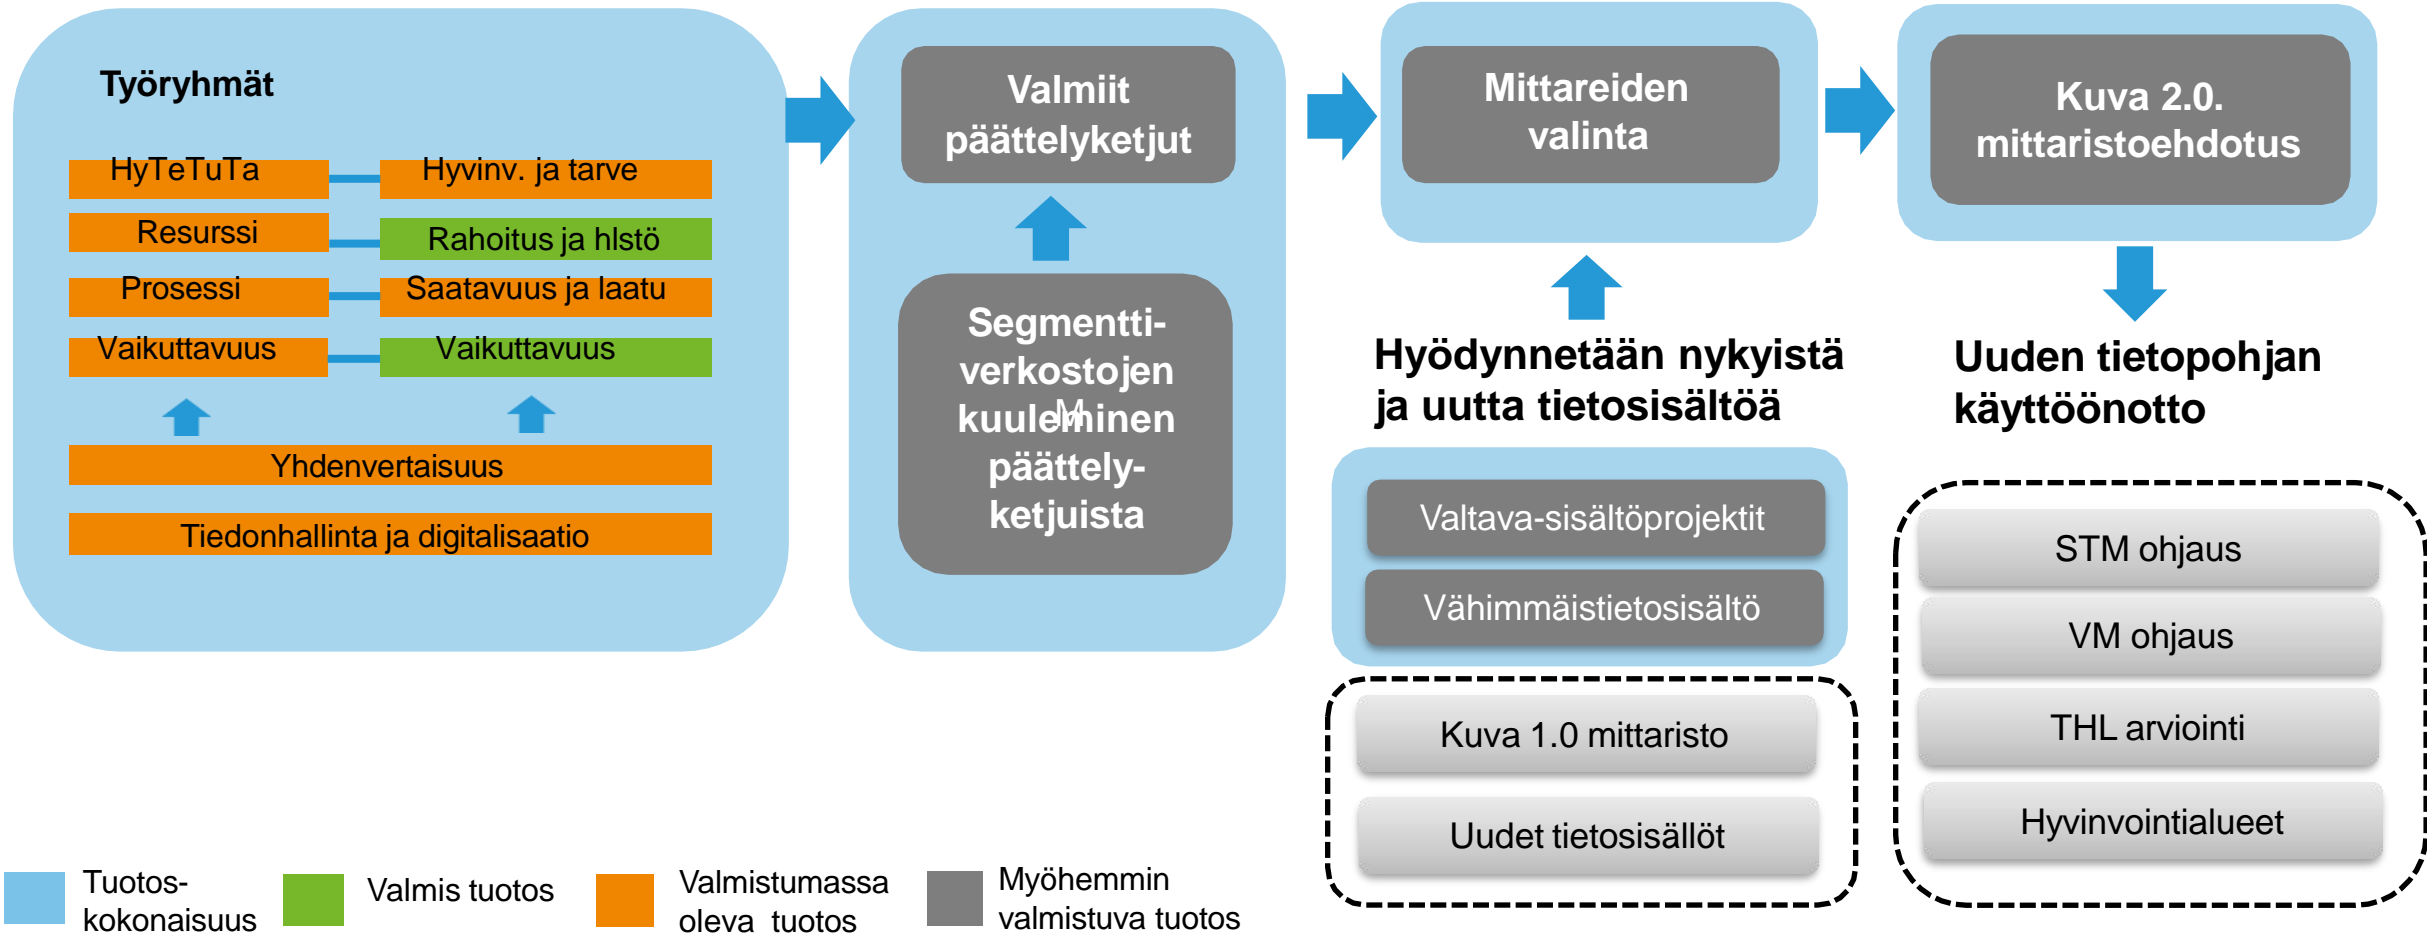 Työryhmät
HyTeTuTa
Hyvinv. ja tarve
Resurssi
Rahoitus ja hlstö
Prosessi
Saatavuus ja laatu
Vaikuttavuus
Vaikuttavuus
Yhdenvertaisuus
Tiedonhallinta ja digitalisaatio
Valmiit
päättelyketjut
Segmentti-
verkostojen
kuuleminen
M
päättely-
ketjuista
Mittareiden
valinta
Hyödynnetään nykyistä
ja uutta tietosisältöä
Valtava-sisältöprojektit
Vähimmäistietosisältö
Kuva 1.0 mittaristo
Uudet tietosisällöt
Kuva 2.0.
mittaristoehdotus
Uuden tietopohjan
käyttöönotto
STM ohjaus
VM ohjaus
THL arviointi
Hyvinvointialueet
Tuotos-
kokonaisuus
Valmis tuotos
Valmistumassa
oleva tuotos
Myöhemmin
valmistuva tuotos